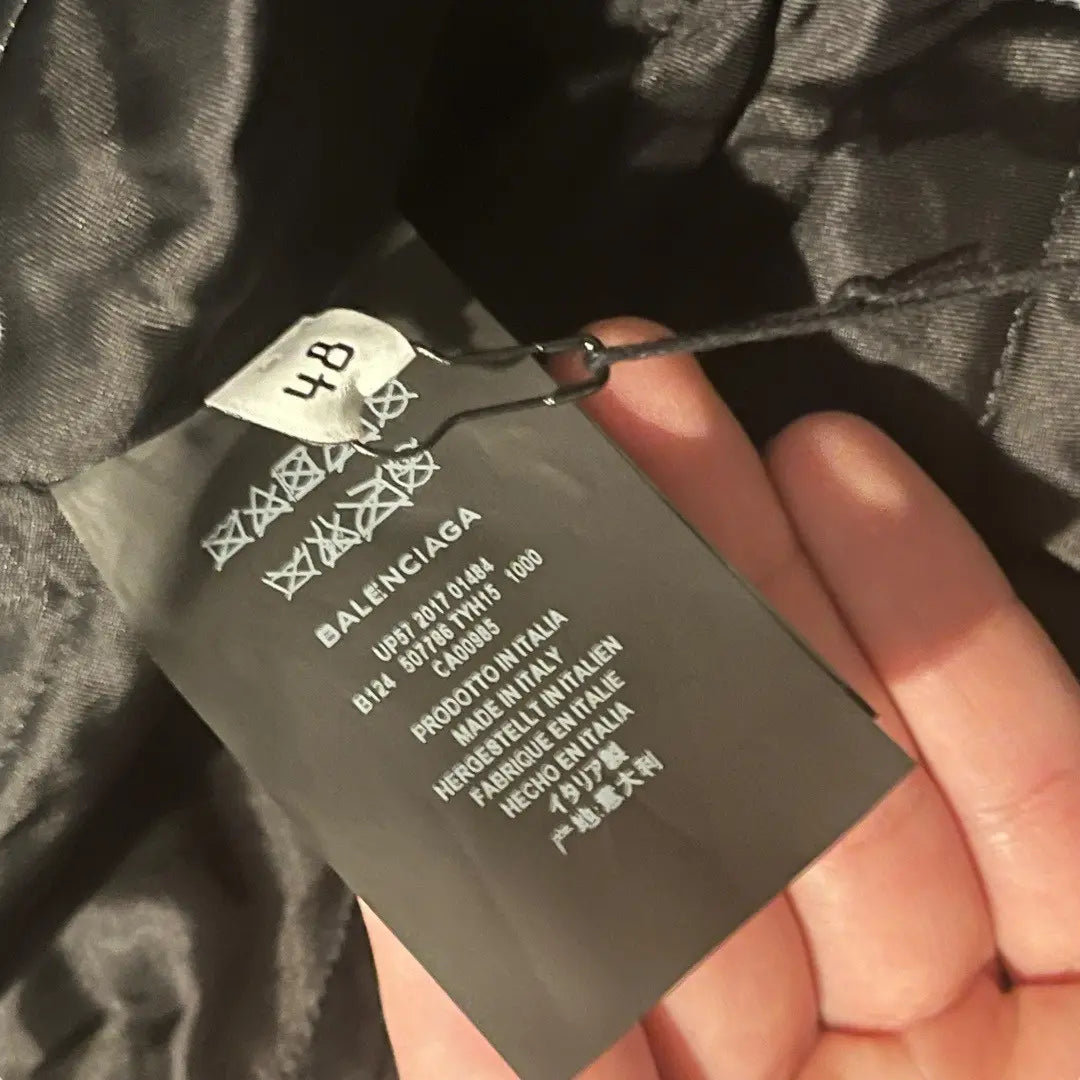 48
BALENCIAGA
UP57 2017 01484
B124 507786 TYH15 1000
CA00985
PRODOTTO IN ITALIA
MADE IN ITALY
HERGESTELLT IN ITALIEN
FABRIQUE EN ITALIE
HECHO EN ITALIA
イタリア製
产地:意大利